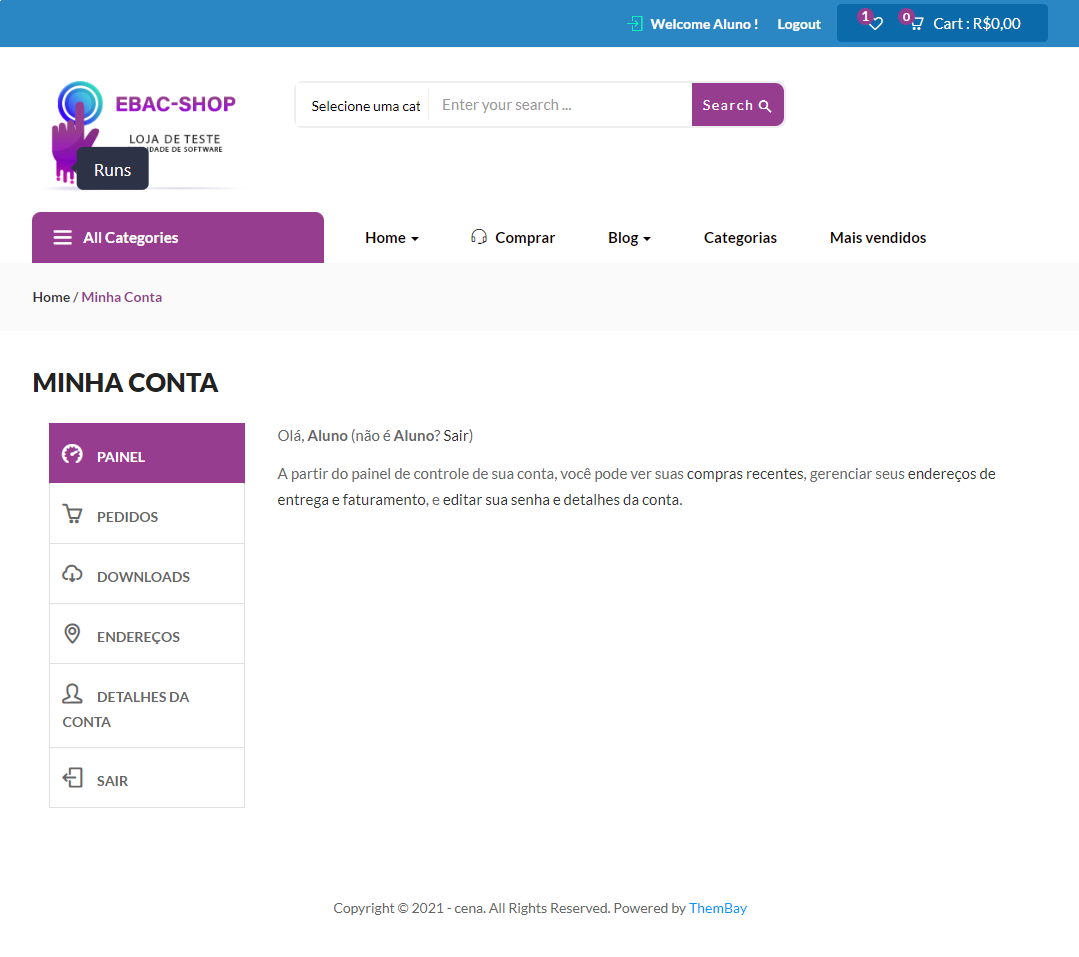 Welcome Aluno !
Logout
1
0
Cart : R$0,00
EBAC-SHOP
LOJA DE TESTE
DADE DE SOFTWARE
Runs
Selecione uma cat
Enter your search ...
Search
All Categories
Home
Comprar
Blog
Categorias
Mais vendidos
Home / Minha Conta
MINHA CONTA
PAINEL
PEDIDOS
DOWNLOADS
ENDEREÇOS
DETALHES DA
CONTA
SAIR
Olá, Aluno (não é Aluno? Sair)
A partir do painel de controle de sua conta, você pode ver suas compras recentes, gerenciar seus endereços de
entrega e faturamento, e editar sua senha e detalhes da conta.
Copyright © 2021 - cena. All Rights Reserved. Powered by ThemBay